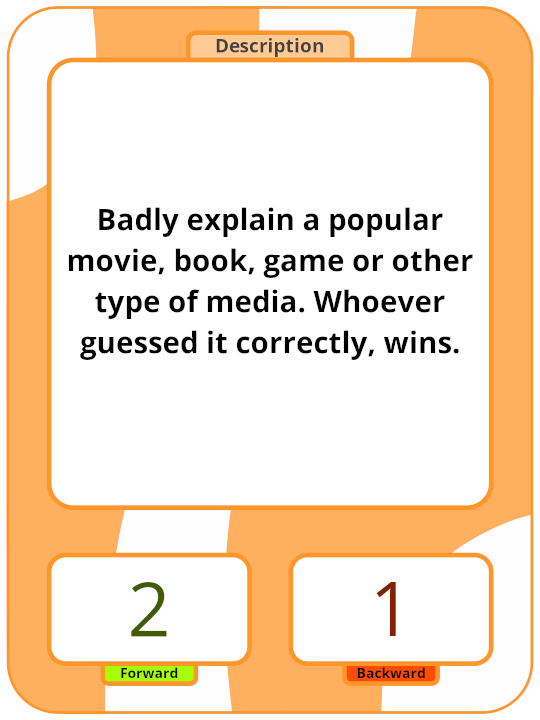 Description
Badly explain a popular
movie, book, game or other
type of media. Whoever
guessed it correctly, wins.
2
Forward
1
Backward